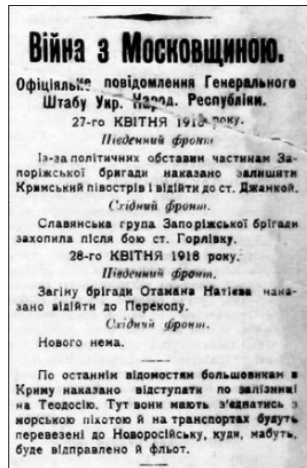 Війна з Московщиною.
Офіціяльне повідомлення Генерального
Штабу Укр. Народ. Республіки.
27-го КВІТНЯ 1918 року.
Південний фронт
Із-за політичних обставин частинам За-
поріжської бригади наказано залишити
Кримський півострів і відійти до ст. Джанкой.
Східний фронт.
Славянська група Запоріжської брігади
захопила після бою ст. Горлівку.
28-го КВІТНЯ 1918 року.
Південний фронт.
Загіну бригади Отамана Натієва нака-
зано відійти до Перекопу.
Східний фронт.
Нового нема.
По останнім відомостям большовикам в
Криму наказано відступати по залізниці
на Теодосію. Тут вони мають з'єднатись з
морською піхотою й на транспортах будуть
перевезені до Новоросійську, куди, мабуть,
буде відправлено й фльот.